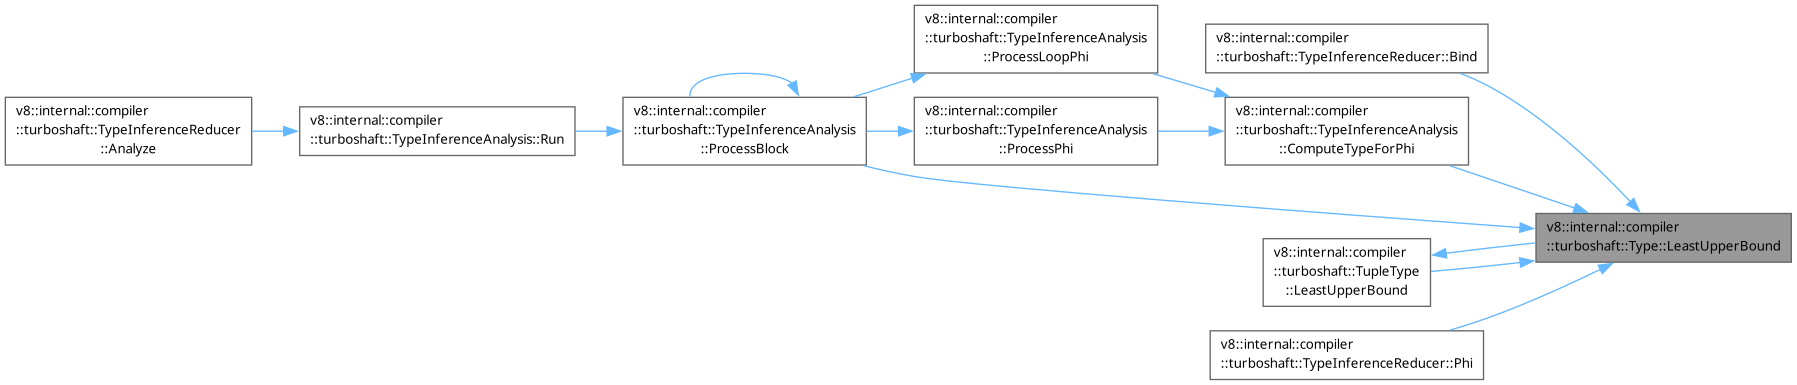 v8::internal::compiler
::turboshaft::TypeInferenceReducer
::Analyze
v8::internal::compiler
::turboshaft::TypeInferenceAnalysis::Run
v8::internal::compiler
::turboshaft::TypeInferenceAnalysis
::ProcessBlock
v8::internal::compiler
::turboshaft::TypeInferenceAnalysis
::ProcessLoopPhi
v8::internal::compiler
::turboshaft::TypeInferenceAnalysis
::ProcessPhi
v8::internal::compiler
::turboshaft::TypeInferenceReducer::Bind
v8::internal::compiler
::turboshaft::TypeInferenceAnalysis
::ComputeTypeForPhi
v8::internal::compiler
::turboshaft::TupleType
::LeastUpperBound
v8::internal::compiler
::turboshaft::TypeInferenceReducer::Phi
v8::internal::compiler
::turboshaft::Type::LeastUpperBound